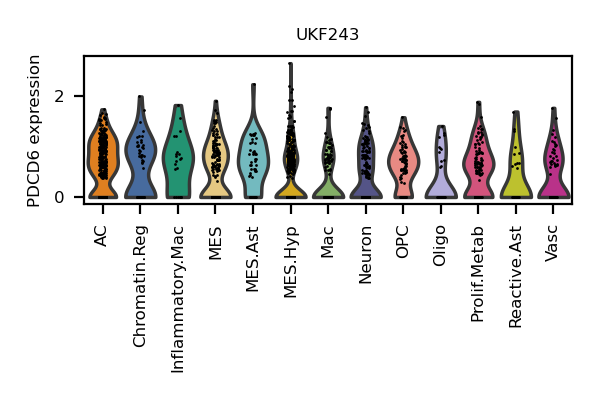 UKF243
PDCD6 expression
2
0
AC
Chromatin.Reg
Inflammatory.Mac
MES
MES.Ast
MES.Hyp
Mac
Neuron
OPC
Oligo
Prolif.Metab
Reactive.Ast
Vasc